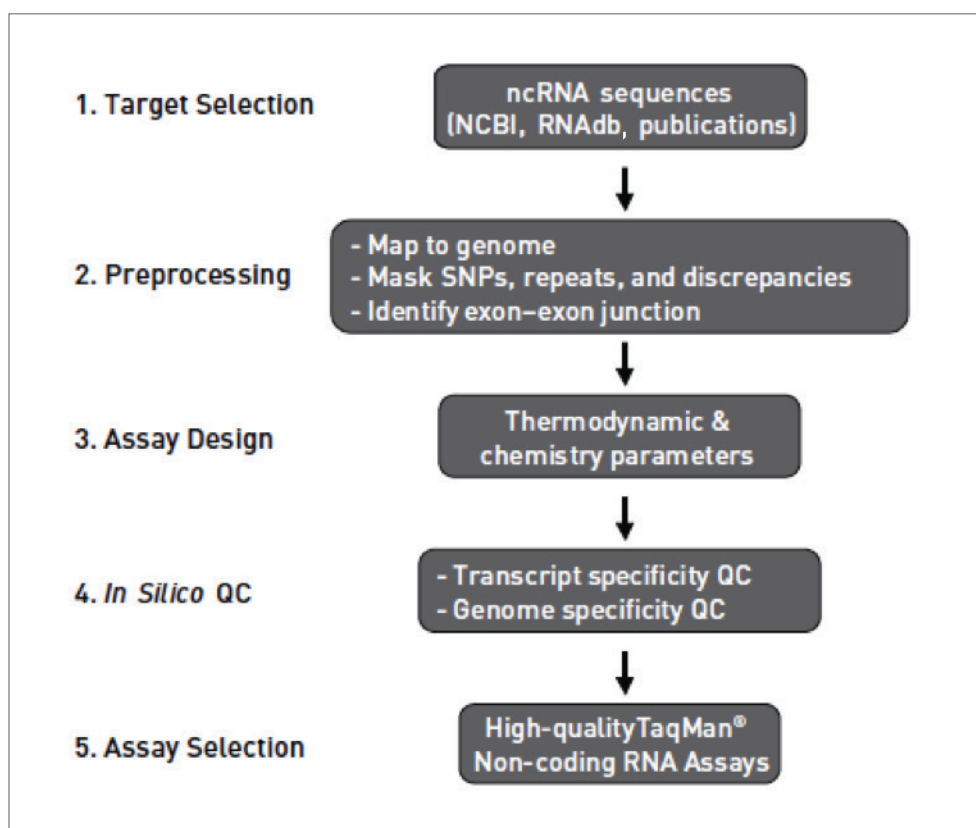 1. Target Selection
ncRNA sequences
(NCBI, RNAdb, publications)
2. Preprocessing
- Map to genome
- Mask SNPs, repeats, and discrepancies
- Identify exon–exon junction
3. Assay Design
Thermodynamic &
chemistry parameters
4. In Silico QC
- Transcript specificity QC
- Genome specificity QC
5. Assay Selection
High-qualityTaqMan®
Non-coding RNA Assays